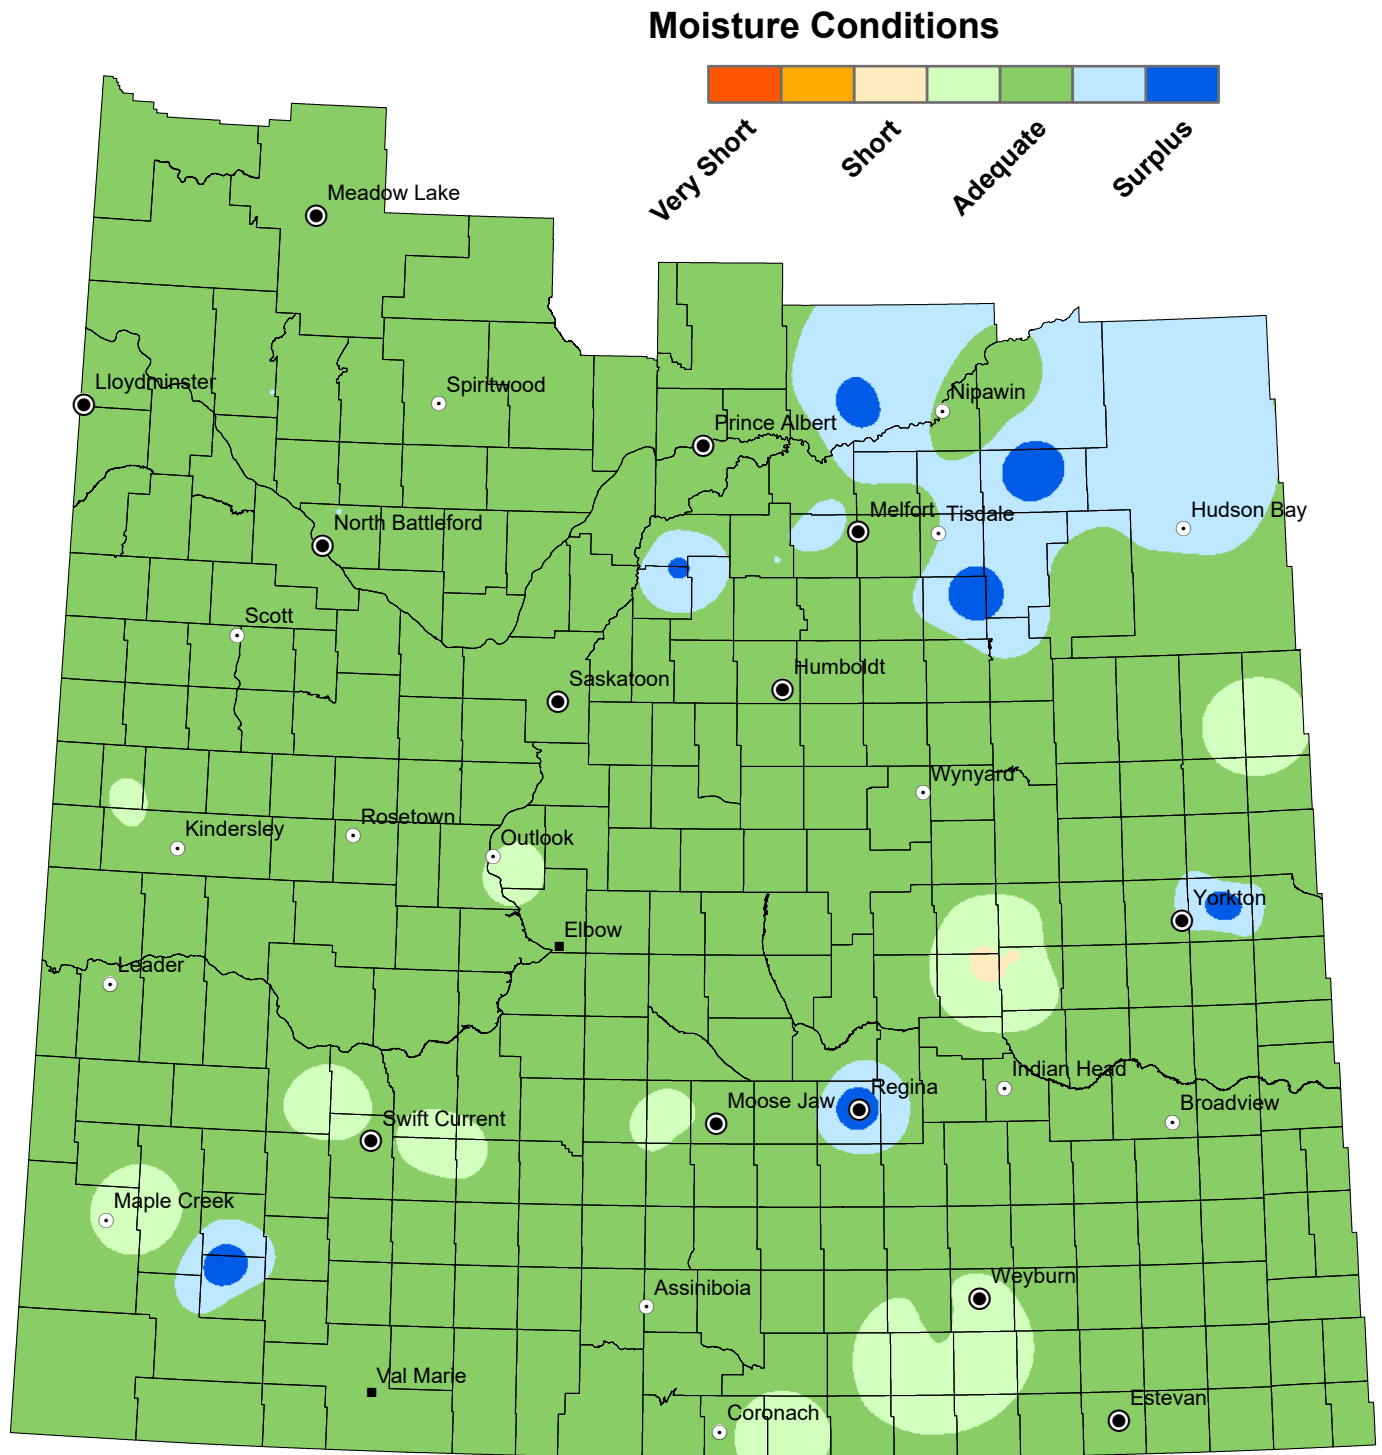 Moisture Conditions
Very Short
Short
Adequate
Surplus
Meadow Lake
Lloydminster
Spiritwood
Nipawin
Prince Albert
North Battleford
Melfort
Tisdale
Hudson Bay
Scott
Saskatoon
Humboldt
Wynyard
Kindersley
Rosetown
Outlook
Yorkton
Elbow
Leader
Indian Head
Regina
Moose Jaw
Broadview
Swift Current
Maple Creek
Assiniboia
Weyburn
Val Marie
Coronach
Estevan